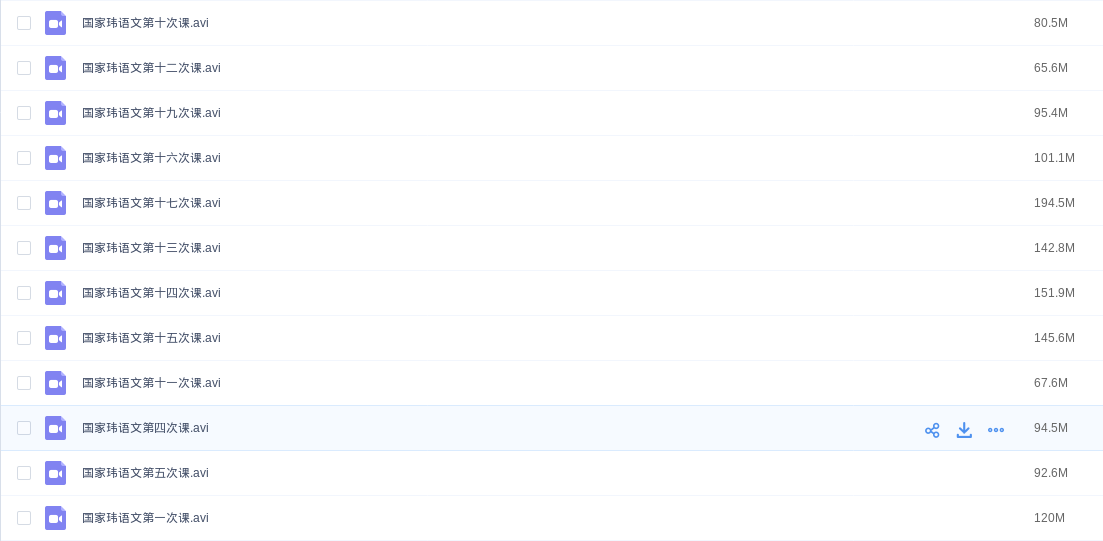 国家玮语文第十次课.avi 80.5M
国家玮语文第十二次课.avi 65.6M
国家玮语文第十九次课.avi 95.4M
国家玮语文第十六次课.avi 101.1M
国家玮语文第十七次课.avi 194.5M
国家玮语文第十三次课.avi 142.8M
国家玮语文第十四次课.avi 151.9M
国家玮语文第十五次课.avi 145.6M
国家玮语文第十一次课.avi 67.6M
国家玮语文第四次课.avi 94.5M
国家玮语文第五次课.avi 92.6M
国家玮语文第一次课.avi 120M